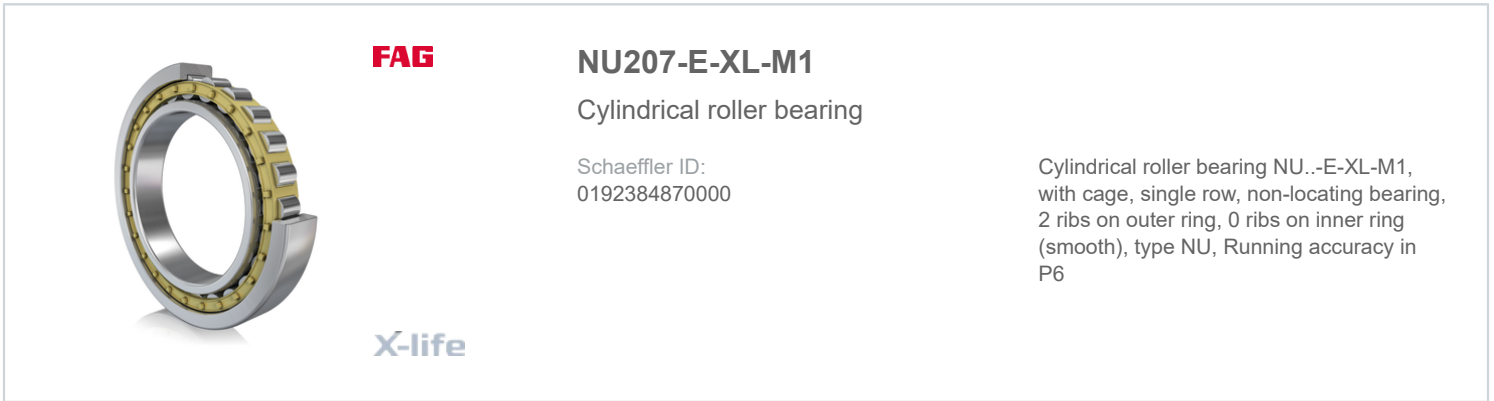 FAG
NU207-E-XL-M1
Cylindrical roller bearing
Schaeffler ID:
0192384870000
Cylindrical roller bearing NU..-E-XL-M1,
with cage, single row, non-locating bearing,
2 ribs on outer ring, 0 ribs on inner ring
(smooth), type NU, Running accuracy in
P6
X-life